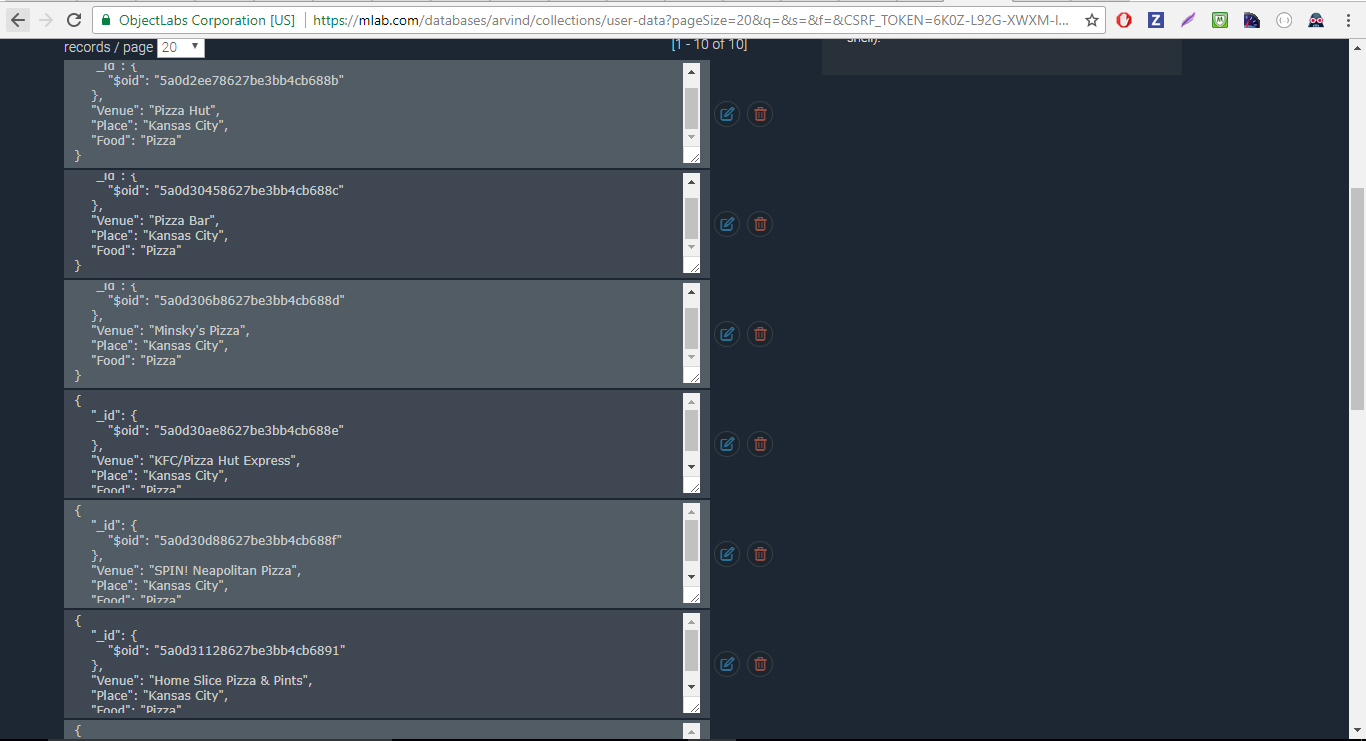 ObjectLabs Corporation [US] https://mlab.com/databases/arvind/collections/user-data?pageSize=20&q=&s=&f=&CSRF_TOKEN=6K0Z-L92G-XWXM-I...
records / page 20 [1 - 10 of 10]
shell).
"_id": {
"$oid": "5a0d2ee78627be3bb4cb688b"
},
"Venue": "Pizza Hut",
"Place": "Kansas City",
"Food": "Pizza"
}
"_id": {
"$oid": "5a0d30458627be3bb4cb688c"
},
"Venue": "Pizza Bar",
"Place": "Kansas City",
"Food": "Pizza"
}
"_id": {
"$oid": "5a0d306b8627be3bb4cb688d"
},
"Venue": "Minsky's Pizza",
"Place": "Kansas City",
"Food": "Pizza"
}
{
"_id": {
"$oid": "5a0d30ae8627be3bb4cb688e"
},
"Venue": "KFC/Pizza Hut Express",
"Place": "Kansas City",
"Food": "Pizza"
{
"_id": {
"$oid": "5a0d30d88627be3bb4cb688f"
},
"Venue": "SPIN! Neapolitan Pizza",
"Place": "Kansas City",
"Food": "Pizza"
{
"_id": {
"$oid": "5a0d31128627be3bb4cb6891"
},
"Venue": "Home Slice Pizza & Pints",
"Place": "Kansas City",
"Food": "Pizza"
{